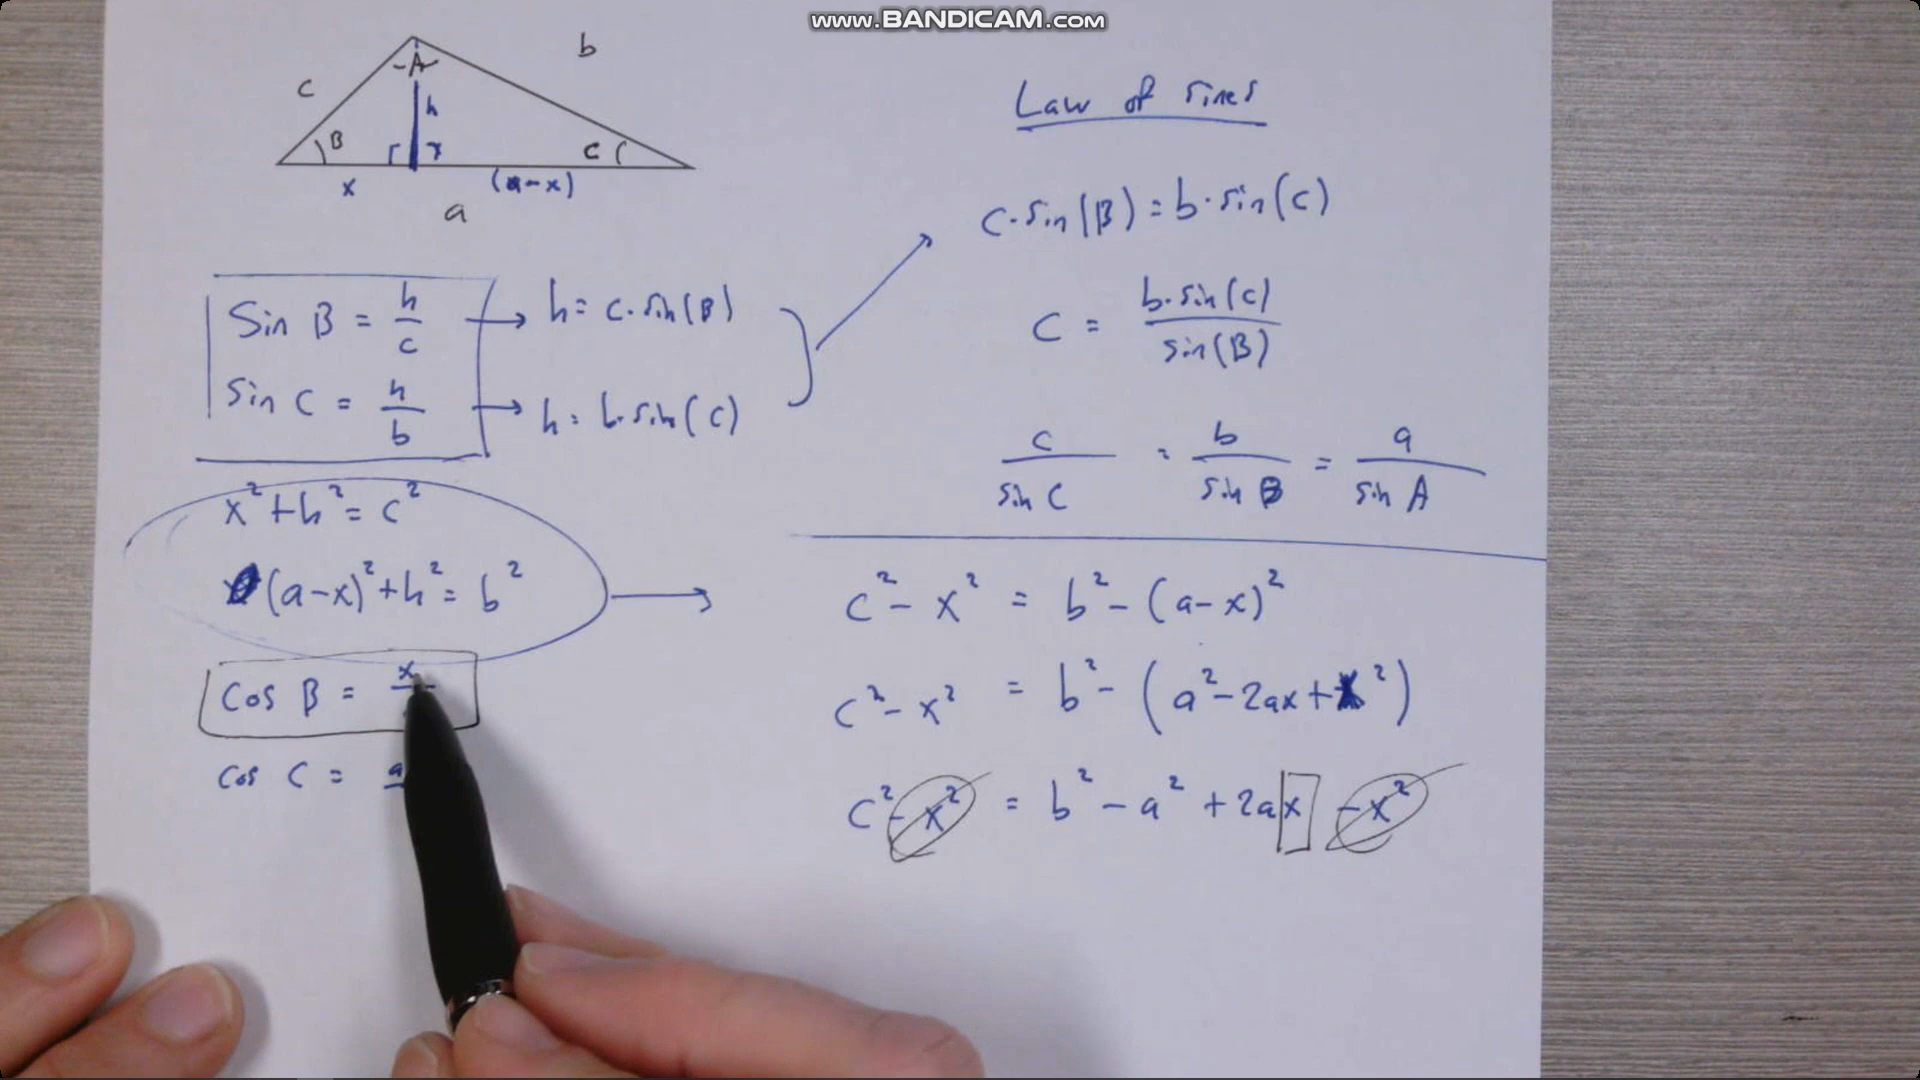 www.BANDICAM.com
b
A
c
h
B
C
x
(a-x)
a
Law of sines
c·sin(B)=b·sin(C)
Sin B = h/c → h= c·sin(B)
C = b·sin(C)/sin(B)
Sin C = h/b → h= b·sin(C)
c/sin C = b/sin B = a/sin A
x²+h²= c²
(a-x)²+h²= b²
c²-x² = b²-(a-x)²
Cos B = x
c²-x² = b²-(a²-2ax+x²)
Cos C = a
c²-x² = b²-a²+2ax-x²